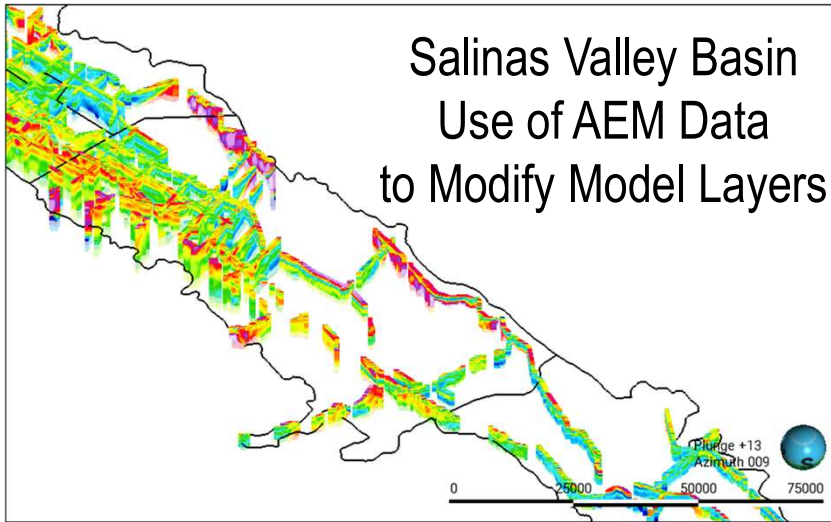 Salinas Valley Basin
Use of AEM Data
to Modify Model Layers
Plunge +13
Azimuth 009
S
0 25000 50000 75000